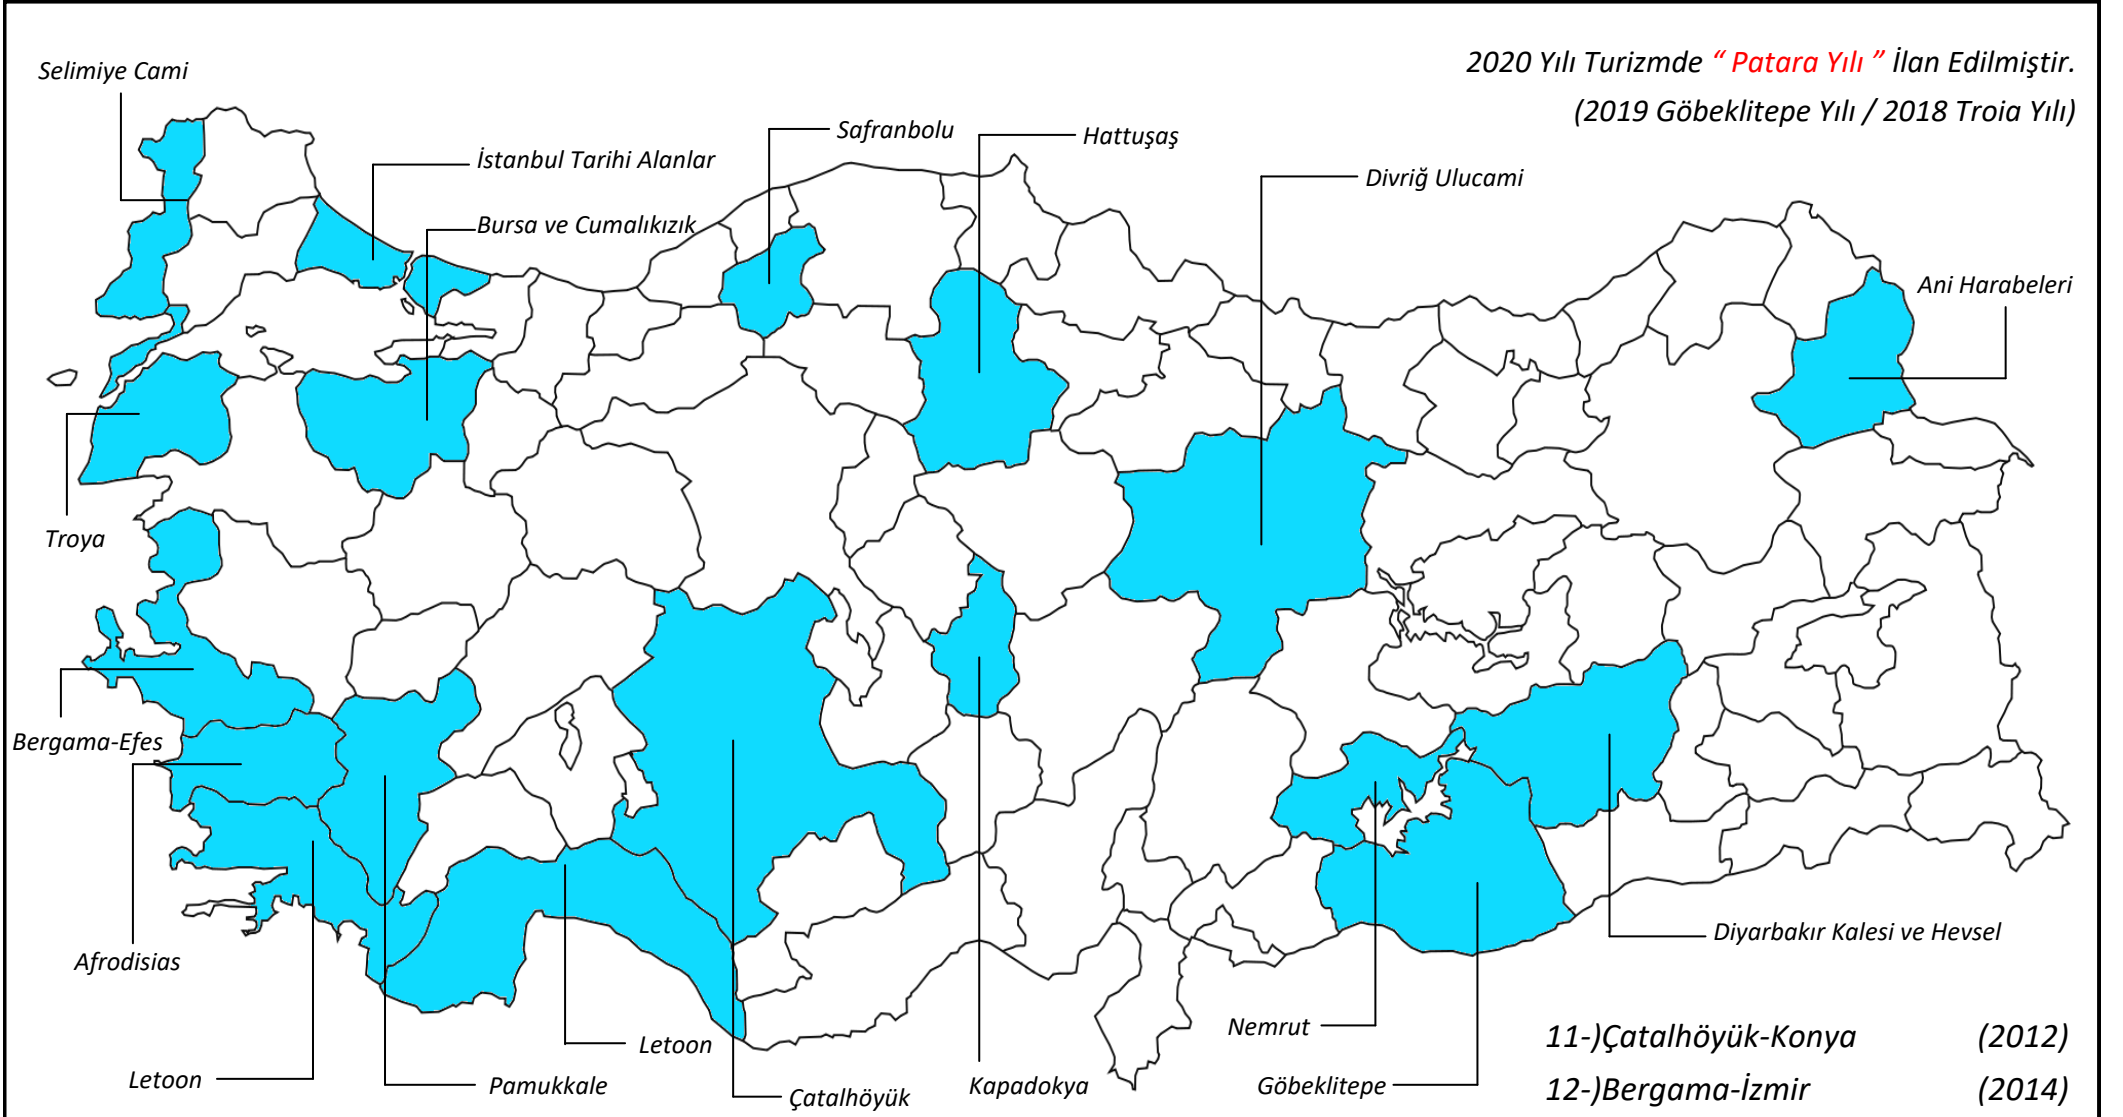 Selimiye Cami
2020 Yılı Turizmde “ Patara Yılı ” İlan Edilmiştir.
(2019 Göbeklitepe Yılı / 2018 Troia Yılı)
Safranbolu
Hattuşaş
İstanbul Tarihi Alanlar
Divriğ Ulucami
Bursa ve Cumalıkızık
Ani Harabeleri
Troya
Bergama-Efes
Afrodisias
Diyarbakır Kalesi ve Hevsel
Nemrut
11-)Çatalhöyük-Konya (2012)
Letoon
Letoon
Pamukkale
Çatalhöyük
Kapadokya
Göbeklitepe
12-)Bergama-İzmir (2014)